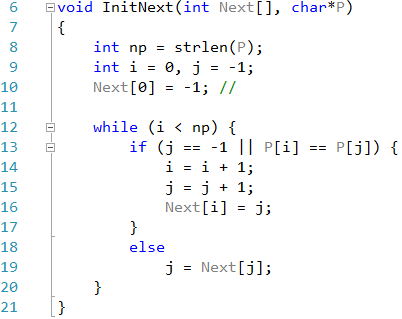 6 void InitNext(int Next[], char*P)
7 {
8     int np = strlen(P);
9     int i = 0, j = -1;
10     Next[0] = -1; //
11
12     while (i < np) {
13         if (j == -1 || P[i] == P[j]) {
14             i = i + 1;
15             j = j + 1;
16             Next[i] = j;
17         }
18         else
19             j = Next[j];
20     }
21 }